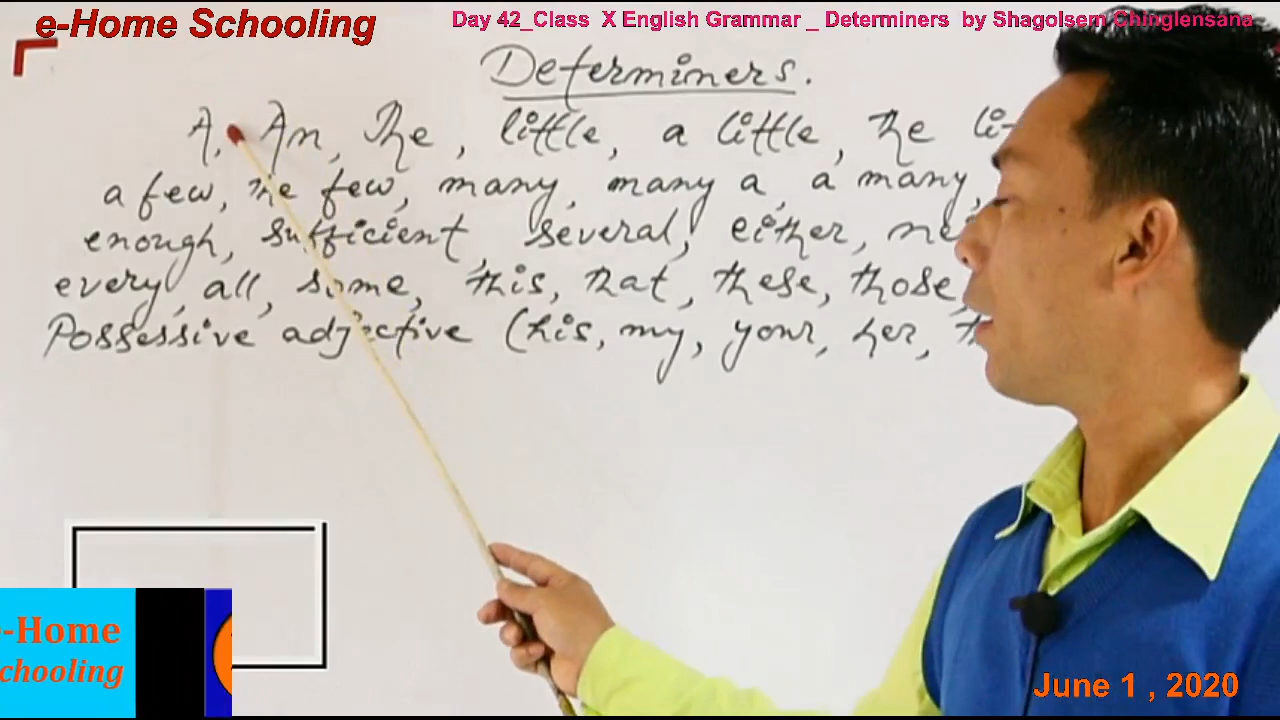 e-Home Schooling
Day 42_Class X English Grammar _ Determiners by Shagolsem Chinglensana
Determiners.
A, An, The, little, a little, the
a few, the few, many, many a, a many,
enough, sufficient, several, either,
every, all, some, this, that, these, those
Possessive adjective (his, my, your, her,
-Home
chooling
June 1 , 2020